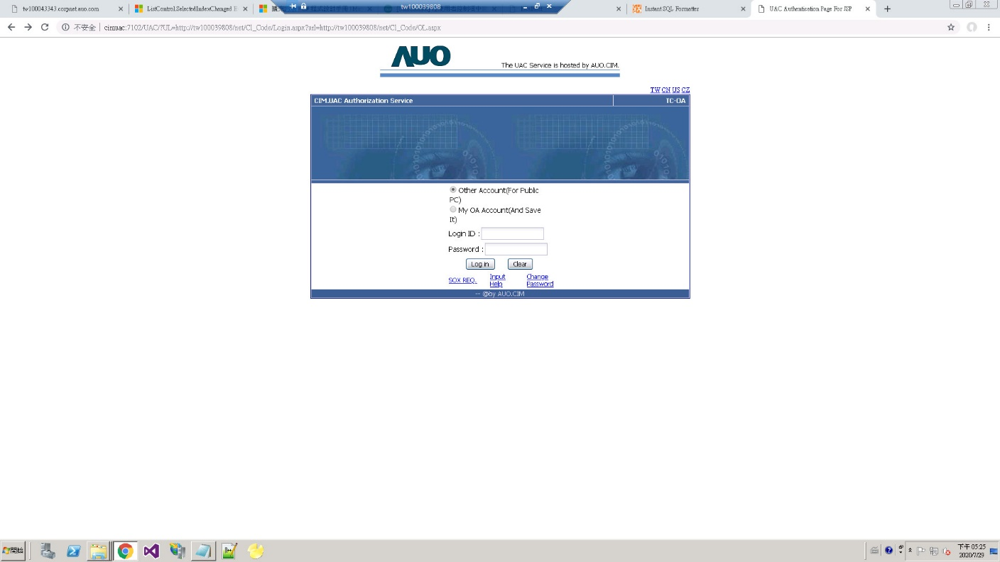 tw100043343.corpnet.auo.com
ListControl.SelectedIndexChanged E
tw100039808
Instant SQL Formatter
UAC Authentication Page For JSP
不安全 cimuac:7102/UAC/?UL=http://tw100039808/net/CI_Code/Login.aspx?url=http://tw100039808/net/CI_Code/OL.aspx
AUO
The UAC Service is hosted by AUO.CIM.
TW CN US CZ
CIM.UAC Authorization Service
TC-OA
Other Account(For Public
PC)
My OA Account(And Save
It)
Login ID :
Password :
Log in Clear
SOX REQ.
Input
Help
Change
Password
-- @by AUO.CIM
開始
下午 05:25
2020/7/29